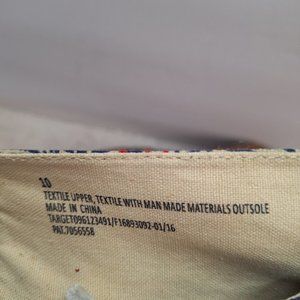 10
TEXTILE UPPER, TEXTILE WITH MAN MADE MATERIALS OUTSOLE
MADE IN CHINA
TARGET096123491/F16893092-01/16
PAT.7056558